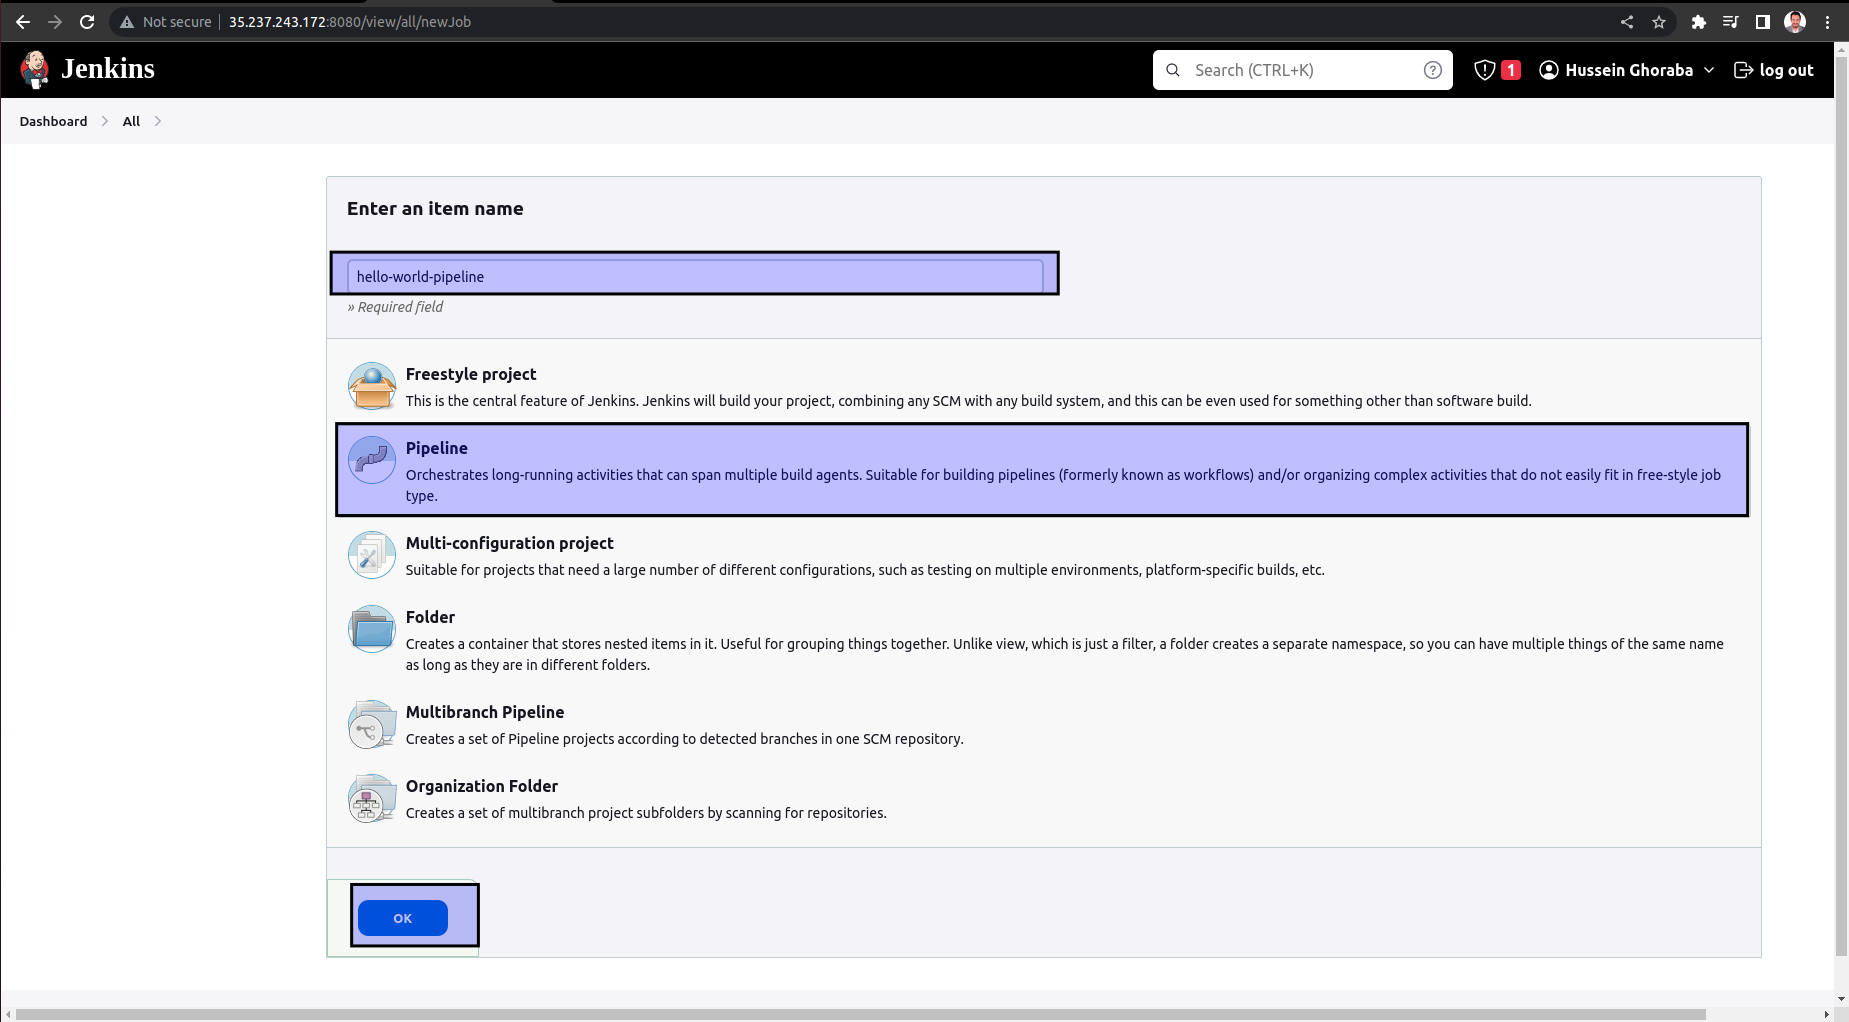 Not secure 35.237.243.172:8080/view/all/newJob
Jenkins
Search (CTRL+K)
1
Hussein Ghoraba
log out
Dashboard
All
Enter an item name
hello-world-pipeline
» Required field
Freestyle project
This is the central feature of Jenkins. Jenkins will build your project, combining any SCM with any build system, and this can be even used for something other than software build.
Pipeline
Orchestrates long-running activities that can span multiple build agents. Suitable for building pipelines (formerly known as workflows) and/or organizing complex activities that do not easily fit in free-style job
type.
Multi-configuration project
Suitable for projects that need a large number of different configurations, such as testing on multiple environments, platform-specific builds, etc.
Folder
Creates a container that stores nested items in it. Useful for grouping things together. Unlike view, which is just a filter, a folder creates a separate namespace, so you can have multiple things of the same name
as long as they are in different folders.
Multibranch Pipeline
Creates a set of Pipeline projects according to detected branches in one SCM repository.
Organization Folder
Creates a set of multibranch project subfolders by scanning for repositories.
OK